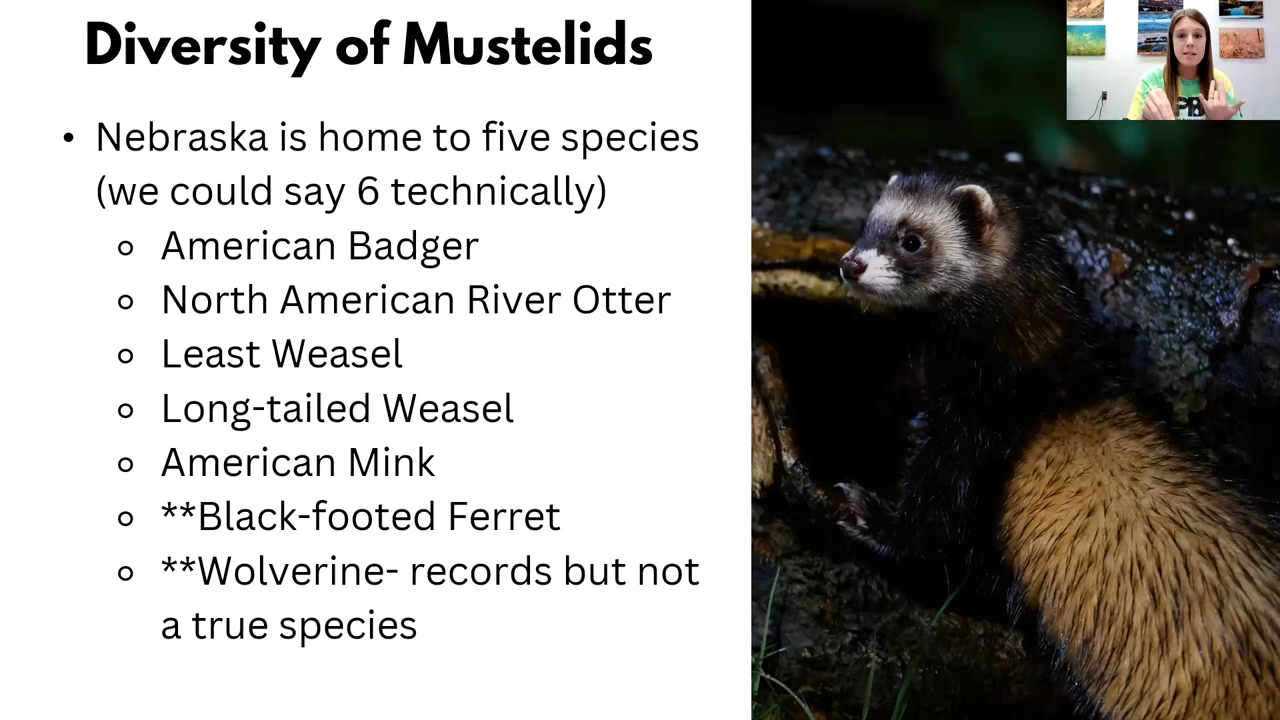 Diversity of Mustelids
• Nebraska is home to five species
(we could say 6 technically)
○ American Badger
○ North American River Otter
○ Least Weasel
○ Long-tailed Weasel
○ American Mink
○ **Black-footed Ferret
○ **Wolverine- records but not
a true species